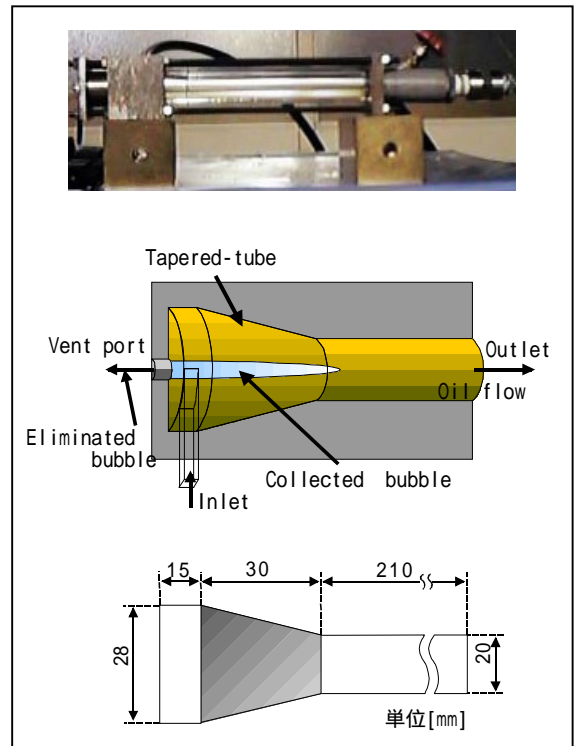 Tapered-tube
Vent port
Outlet
Oil flow
Eliminated
bubble
Collected bubble
Inlet
15
30
210
28
20
単位[mm]